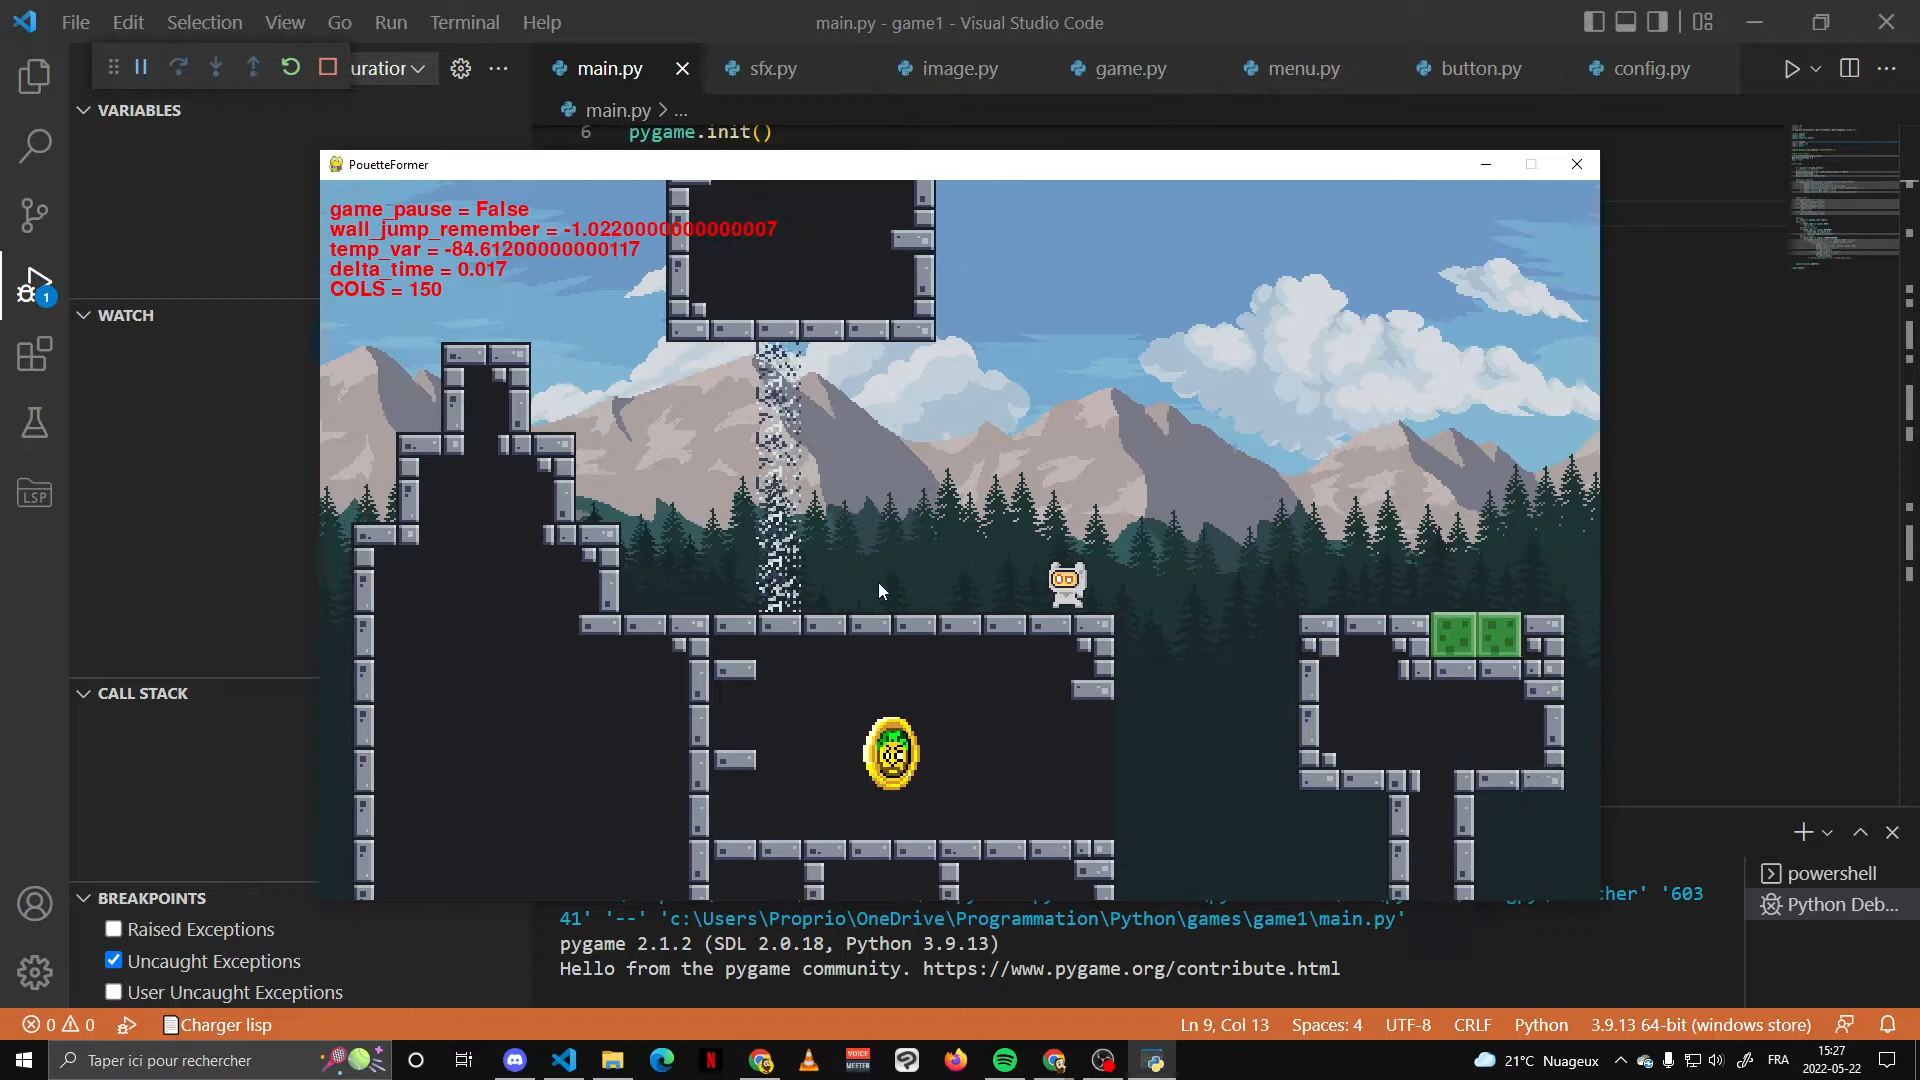 File Edit Selection View Go Run Terminal Help
main.py - game1 - Visual Studio Code
main.py sfx.py image.py game.py menu.py button.py config.py
VARIABLES
main.py > ...
6 pygame.init()
PouetteFormer
game_pause = False
wall_jump_remember = -1.0220000000000007
temp_var = -84.61200000000117
delta_time = 0.017
COLS = 150
WATCH
CALL STACK
1
LSP
BREAKPOINTS
Raised Exceptions
Uncaught Exceptions
User Uncaught Exceptions
cher' '603
41' '--' 'c:\Users\Proprio\OneDrive\Programmation\Python\games\game1\main.py'
pygame 2.1.2 (SDL 2.0.18, Python 3.9.13)
Hello from the pygame community. https://www.pygame.org/contribute.html
powershell
Python Deb...
0 0 Charger lisp
Ln 9, Col 13 Spaces: 4 UTF-8 CRLF Python 3.9.13 64-bit (windows store)
Taper ici pour rechercher
VOICE
MEETER
21°C Nuageux
FRA
15:27
2022-05-22